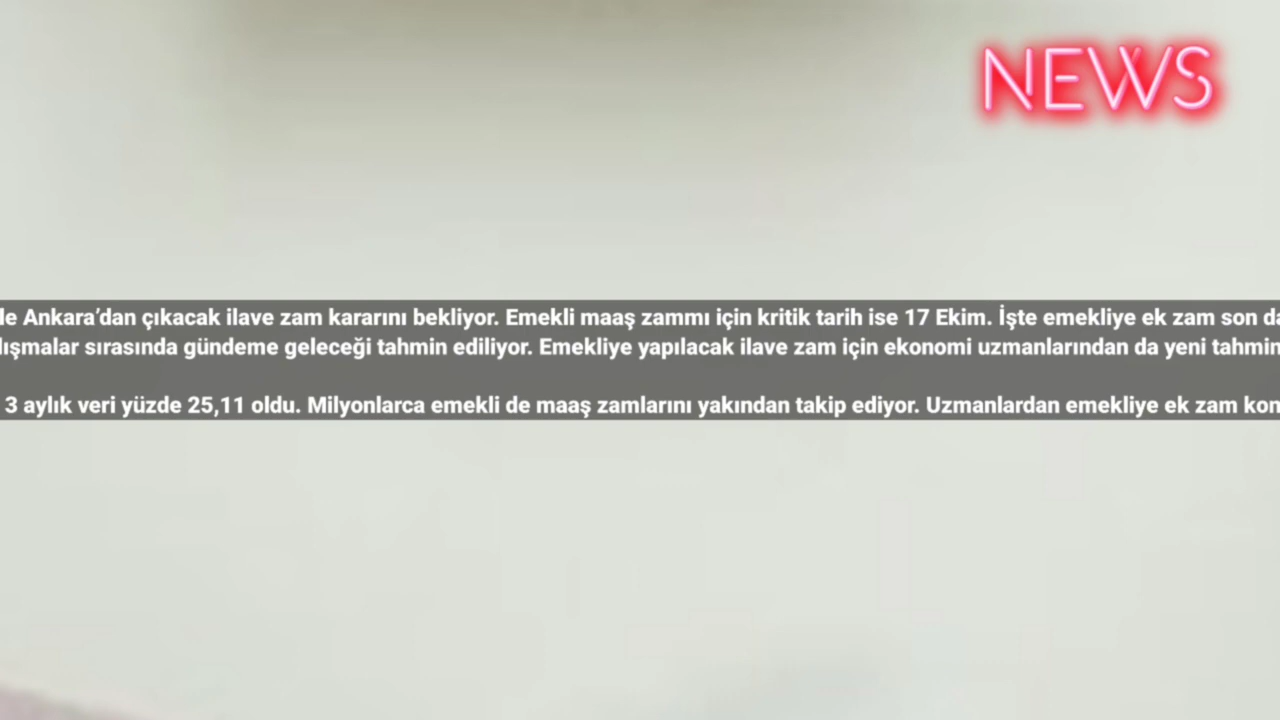 NEWS
Ankara’dan çıkacak ilave zam kararını bekliyor. Emekli maaş zammı için kritik tarih ise 17 Ekim. İşte emekliye ek zam son
sırasında gündeme geleceği tahmin ediliyor. Emekliye yapılacak ilave zam için ekonomi uzmanlarından da yeni tahmin
3 aylık veri yüzde 25,11 oldu. Milyonlarca emekli de maaş zamlarını yakından takip ediyor. Uzmanlardan emekliye ek zam